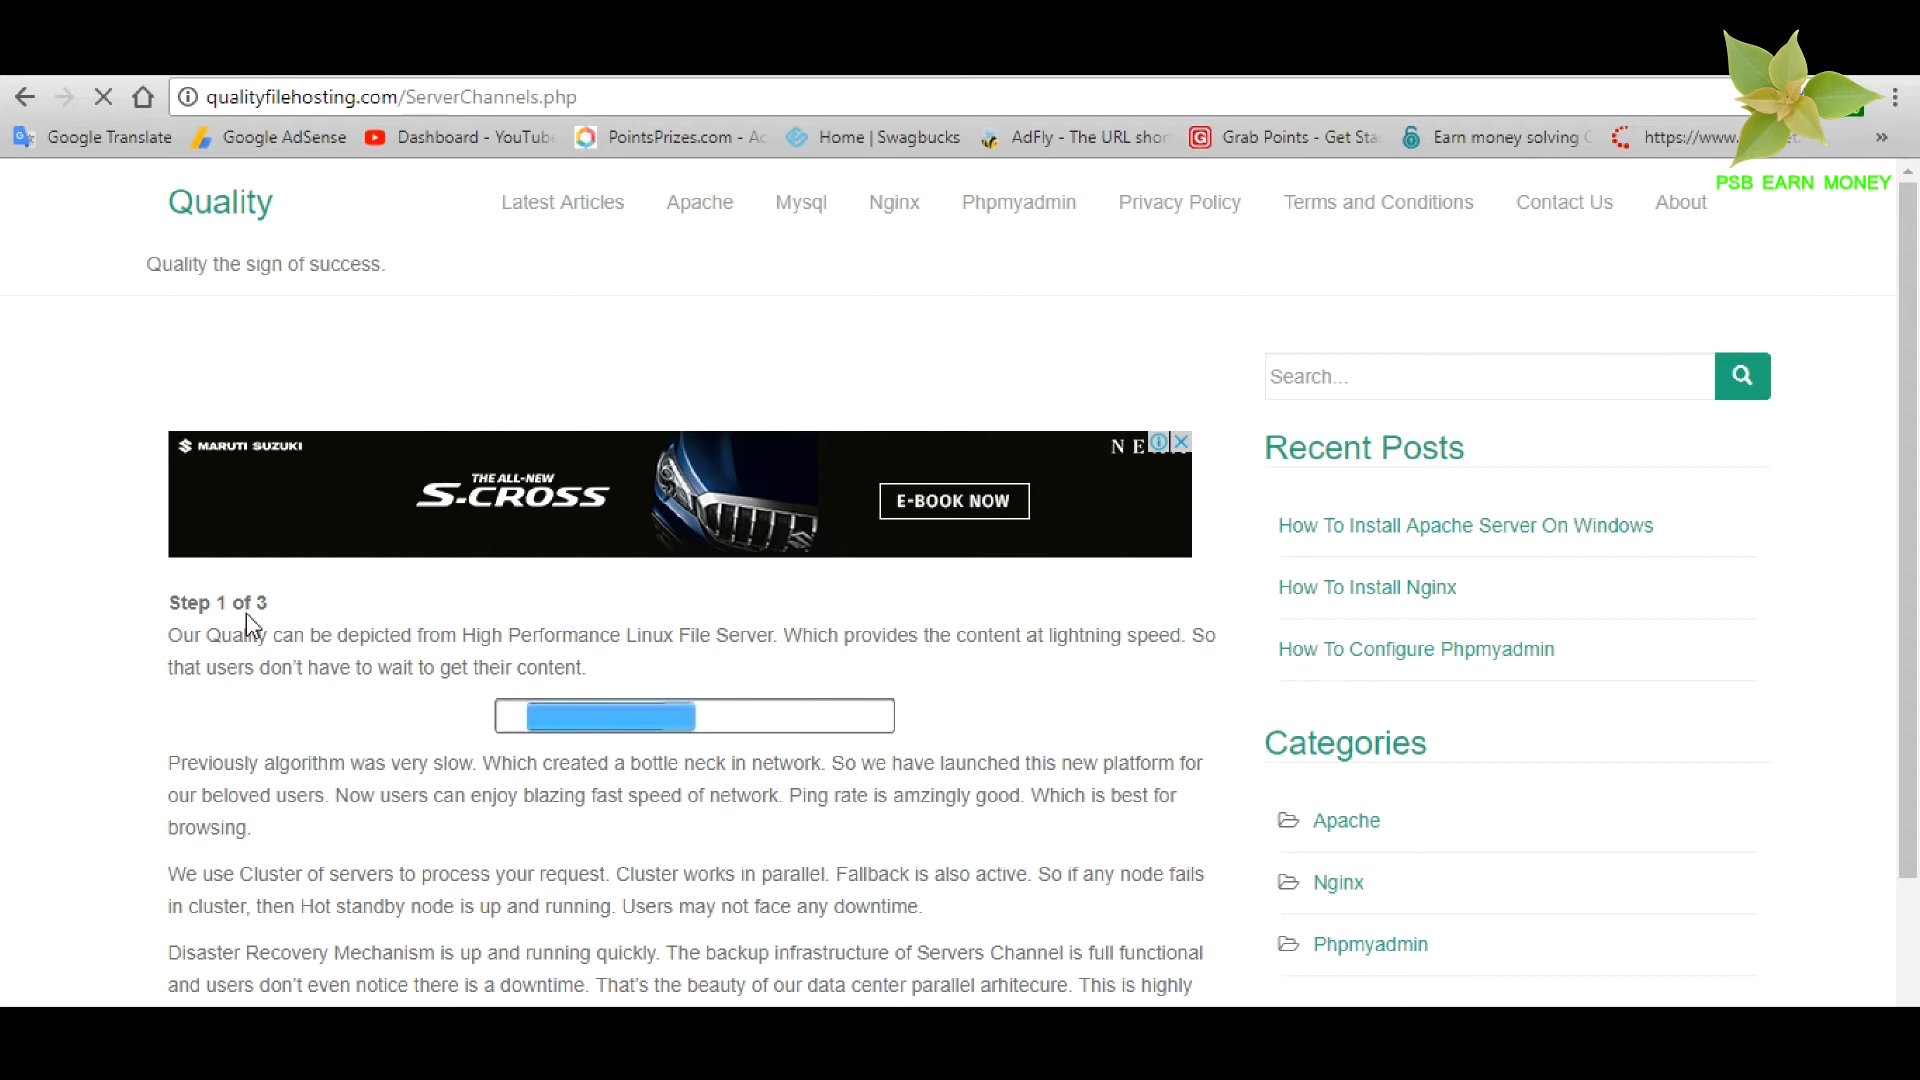 qualityfilehosting.com/ServerChannels.php
Google Translate
Google AdSense
Dashboard - YouTube
PointsPrizes.com - Ac
Home | Swagbucks
AdFly - The URL shor
Grab Points - Get Sta
Earn money solving C
https://www.
PSB EARN MONEY
Quality
Latest Articles
Apache
Mysql
Nginx
Phpmyadmin
Privacy Policy
Terms and Conditions
Contact Us
About
Quality the sign of success.
Search...
MARUTI SUZUKI
THE ALL-NEW
S-CROSS
E-BOOK NOW
N E
Step 1 of 3
Our Quality can be depicted from High Performance Linux File Server. Which provides the content at lightning speed. So
that users don't have to wait to get their content.
Previously algorithm was very slow. Which created a bottle neck in network. So we have launched this new platform for
our beloved users. Now users can enjoy blazing fast speed of network. Ping rate is amzingly good. Which is best for
browsing.
We use Cluster of servers to process your request. Cluster works in parallel. Fallback is also active. So if any node fails
in cluster, then Hot standby node is up and running. Users may not face any downtime.
Disaster Recovery Mechanism is up and running quickly. The backup infrastructure of Servers Channel is full functional
and users don't even notice there is a downtime. That's the beauty of our data center parallel arhitecure. This is highly
Recent Posts
How To Install Apache Server On Windows
How To Install Nginx
How To Configure Phpmyadmin
Categories
Apache
Nginx
Phpmyadmin